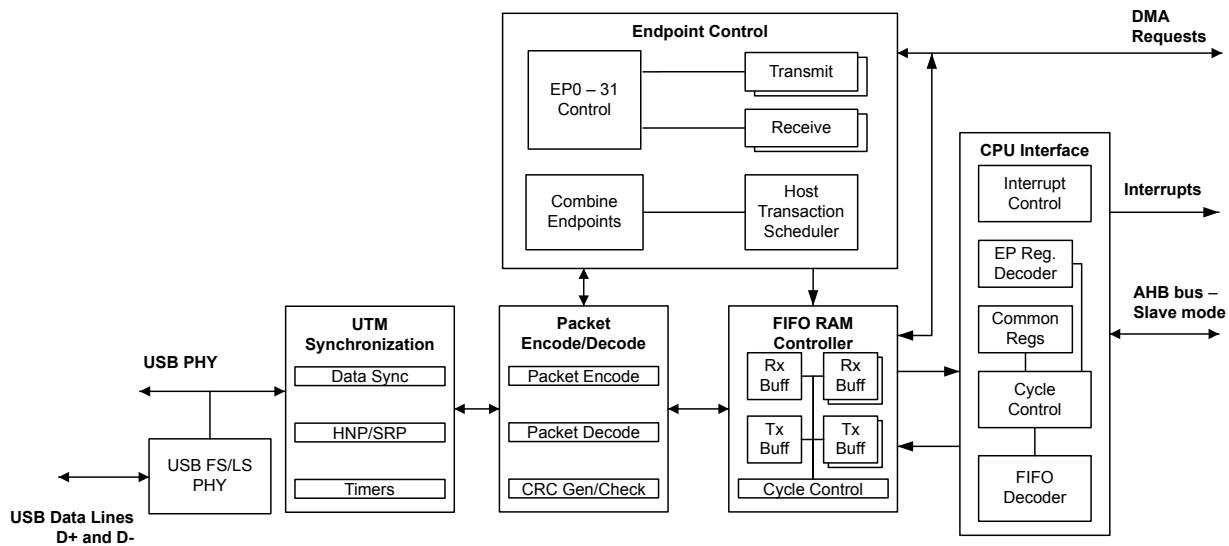 Endpoint Control
EP0 – 31
Control
Transmit
Receive
Combine
Endpoints
Host
Transaction
Scheduler
DMA
Requests
CPU Interface
Interrupt
Control
Interrupts
EP Reg.
Decoder
Common
Regs
AHB bus –
Slave mode
Cycle
Control
FIFO
Decoder
UTM
Synchronization
Data Sync
HNP/SRP
Timers
Packet
Encode/Decode
Packet Encode
Packet Decode
CRC Gen/Check
FIFO RAM
Controller
Rx
Buff
Rx
Buff
Tx
Buff
Tx
Buff
Cycle Control
USB PHY
USB FS/LS
PHY
USB Data Lines
D+ and D-